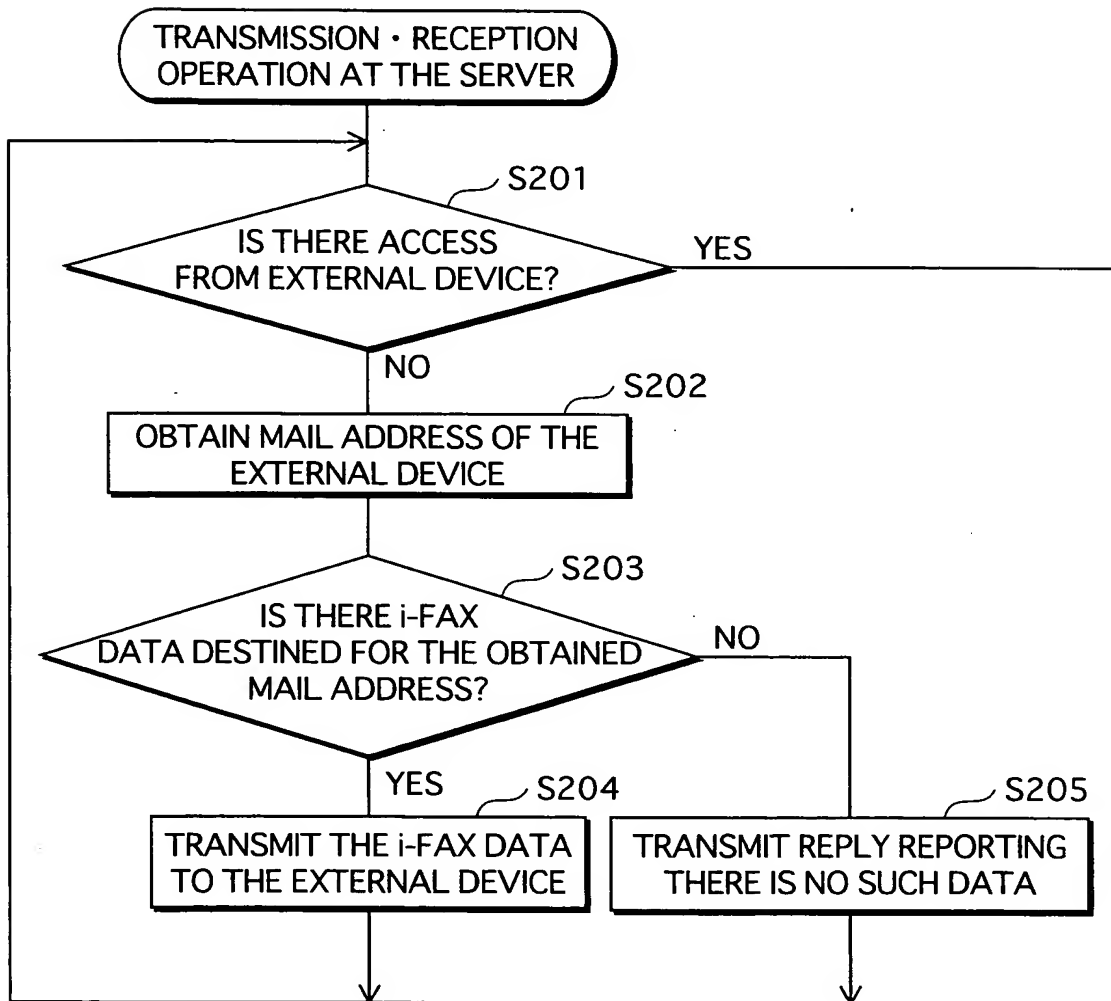 TRANSMISSION・RECEPTION
OPERATION AT THE SERVER
S201
IS THERE ACCESS
FROM EXTERNAL DEVICE?
YES
NO
S202
OBTAIN MAIL ADDRESS OF THE
EXTERNAL DEVICE
S203
IS THERE i-FAX
DATA DESTINED FOR THE OBTAINED
MAIL ADDRESS?
NO
YES
S204
TRANSMIT THE i-FAX DATA
TO THE EXTERNAL DEVICE
S205
TRANSMIT REPLY REPORTING
THERE IS NO SUCH DATA